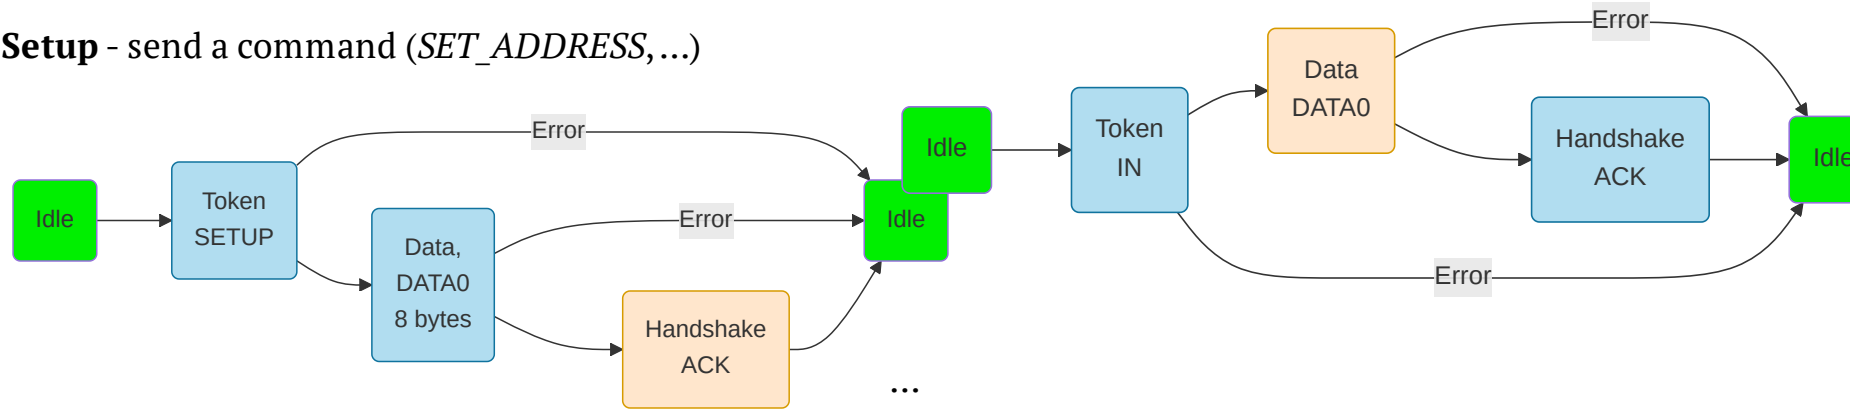 Setup - send a command (SET_ADDRESS, ...)
Idle
Token
SETUP
Error
Data,
DATA0
8 bytes
Error
Handshake
ACK
Idle
...
Idle
Token
IN
Data
DATA0
Error
Handshake
ACK
Error
Idle